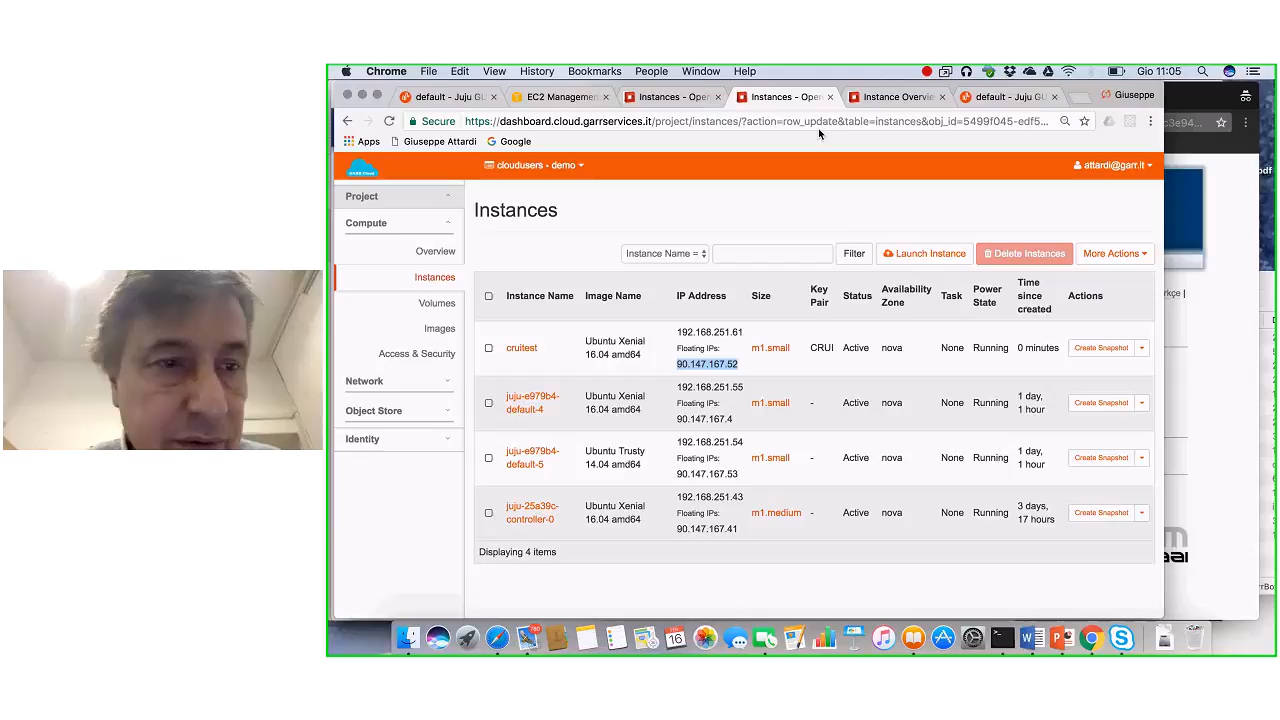 Chrome File Edit View History Bookmarks People Window Help Gio 11:05
default - Juju GU EC2 Managemen Instances - Open Instances - Open Instance Overvie default - Juju GU Giuseppe
Secure https://dashboard.cloud.garrservices.it/project/instances/?action=row_update&table=instances&obj_id=5499f045-edf5...
Apps Giuseppe Attardi Google
GARR Cloud cloudusers • demo attardi@garr.it
Project
Compute
Overview
Instances
Volumes
Images
Access & Security
Network
Object Store
Identity
Instances
Instance Name = Filter Launch Instance Delete Instances More Actions
Instance Name Image Name IP Address Size Key Pair Status Availability Zone Task Power State Time since created Actions
cruitest Ubuntu Xenial 16.04 amd64 192.168.251.61 Floating IPs: 90.147.167.52 m1.small CRUI Active nova None Running 0 minutes Create Snapshot
juju-e979b4-default-4 Ubuntu Xenial 16.04 amd64 192.168.251.55 Floating IPs: 90.147.167.4 m1.small - Active nova None Running 1 day, 1 hour Create Snapshot
juju-e979b4-default-5 Ubuntu Trusty 14.04 amd64 192.168.251.54 Floating IPs: 90.147.167.53 m1.small - Active nova None Running 1 day, 1 hour Create Snapshot
juju-25a39c-controller-0 Ubuntu Xenial 16.04 amd64 192.168.251.43 Floating IPs: 90.147.167.41 m1.medium - Active nova None Running 3 days, 17 hours Create Snapshot
Displaying 4 items